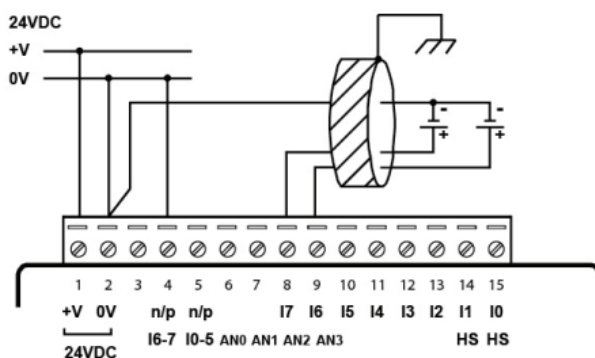 24VDC
+V
0V
- -
+ +
1 2 3 4 5 6 7 8 9 10 11 12 13 14 15
+V 0V n/p n/p I7 I6 I5 I4 I3 I2 I1 I0
I6-7 I0-5 AN0 AN1 AN2 AN3 HS HS
24VDC